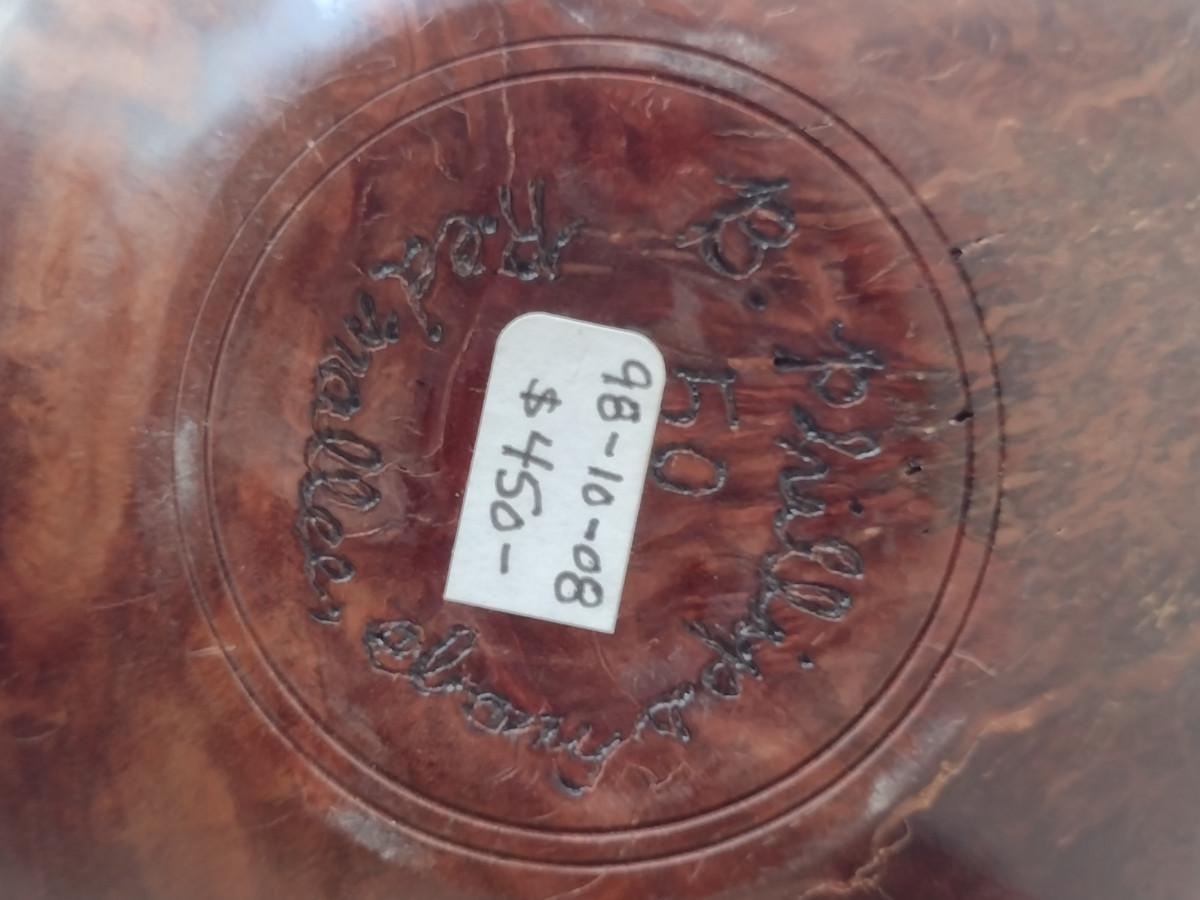 R. Phillips
50
98-10-08
$450-
Red mallee